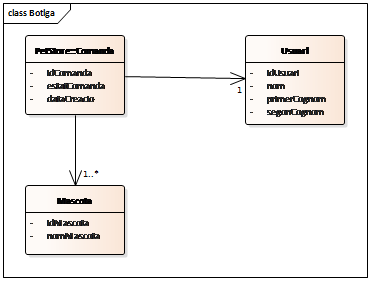 class Botiga
PetStore::Comanda
- idComanda
- estatComanda
- dataCreacio
Usuari
- idUsuari
- nom
- primerCognom
- segonCognom
1
1..*
Mascota
- idMascota
- nomMascota